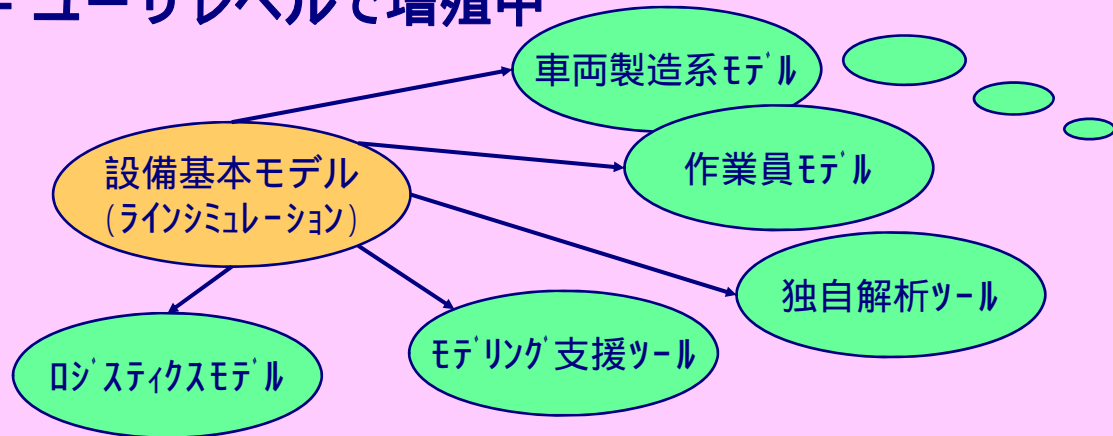 ユーザレベルで増殖中
車両製造系ﾓﾃﾞﾙ
作業員ﾓﾃﾞﾙ
設備基本モデル
(ﾗｲﾝｼﾐｭﾚｰｼｮﾝ)
独自解析ﾂｰﾙ
ﾓﾃﾞﾘﾝｸﾞ支援ﾂｰﾙ
ﾛｼﾞｽﾃｨｸｽﾓﾃﾞﾙ